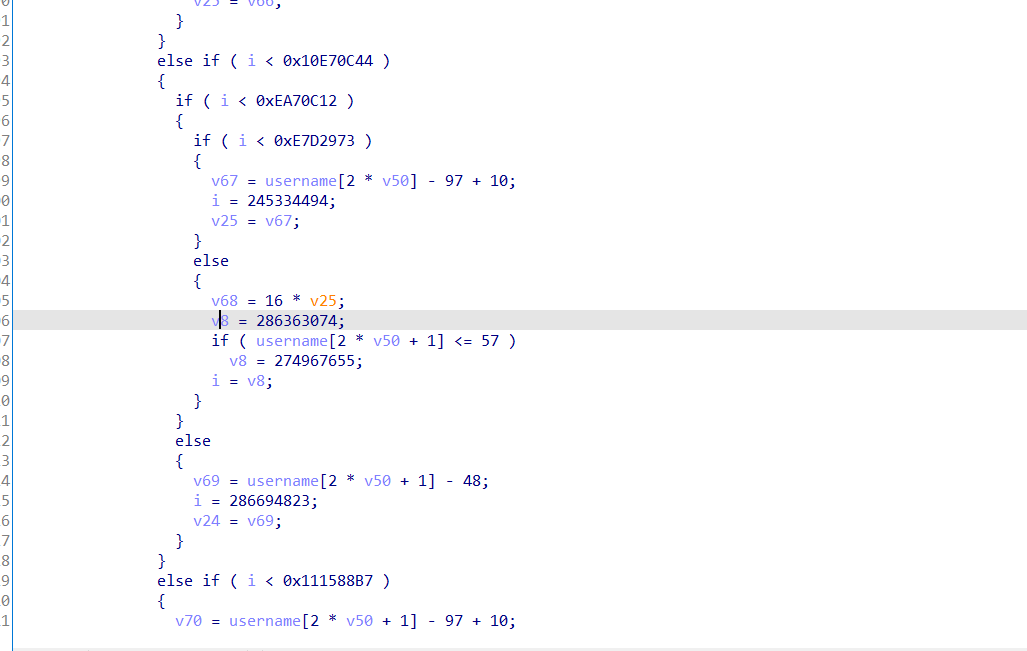 0 v25 = v66;
1 }
2 }
3 else if ( i < 0x10E70C44 )
4 {
5 if ( i < 0xEA70C12 )
6 {
7 if ( i < 0xE7D2973 )
8 {
9 v67 = username[2 * v50] - 97 + 10;
0 i = 245334494;
1 v25 = v67;
2 }
3 else
4 {
5 v68 = 16 * v25;
6 v8 = 286363074;
7 if ( username[2 * v50 + 1] <= 57 )
8 v8 = 274967655;
9 i = v8;
0 }
1 }
2 else
3 {
4 v69 = username[2 * v50 + 1] - 48;
5 i = 286694823;
6 v24 = v69;
7 }
8 }
9 else if ( i < 0x111588B7 )
0 {
1 v70 = username[2 * v50 + 1] - 97 + 10;